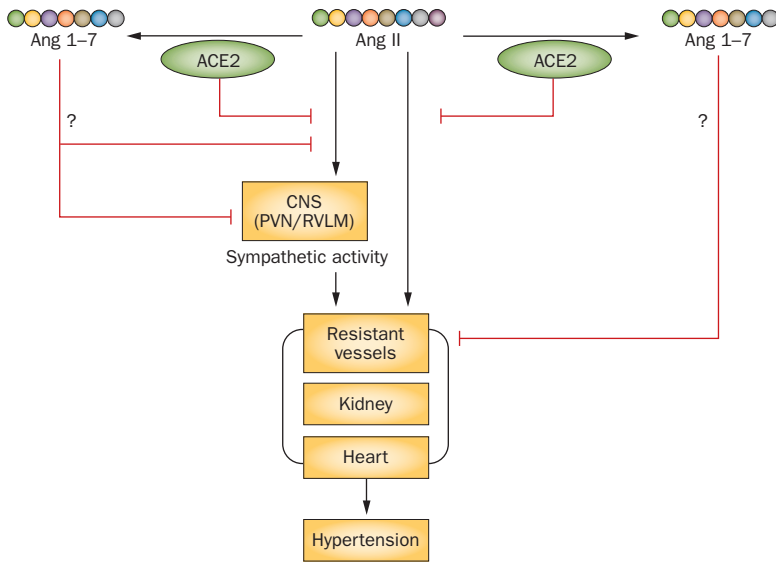 Ang 1–7
Ang II
Ang 1–7
ACE2
ACE2
?
?
CNS
(PVN/RVLM)
Sympathetic activity
Resistant
vessels
Kidney
Heart
Hypertension